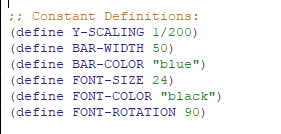 ;; Constant Definitions:
(define Y-SCALING 1/200)
(define BAR-WIDTH 50)
(define BAR-COLOR "blue")
(define FONT-SIZE 24)
(define FONT-COLOR "black")
(define FONT-ROTATION 90)